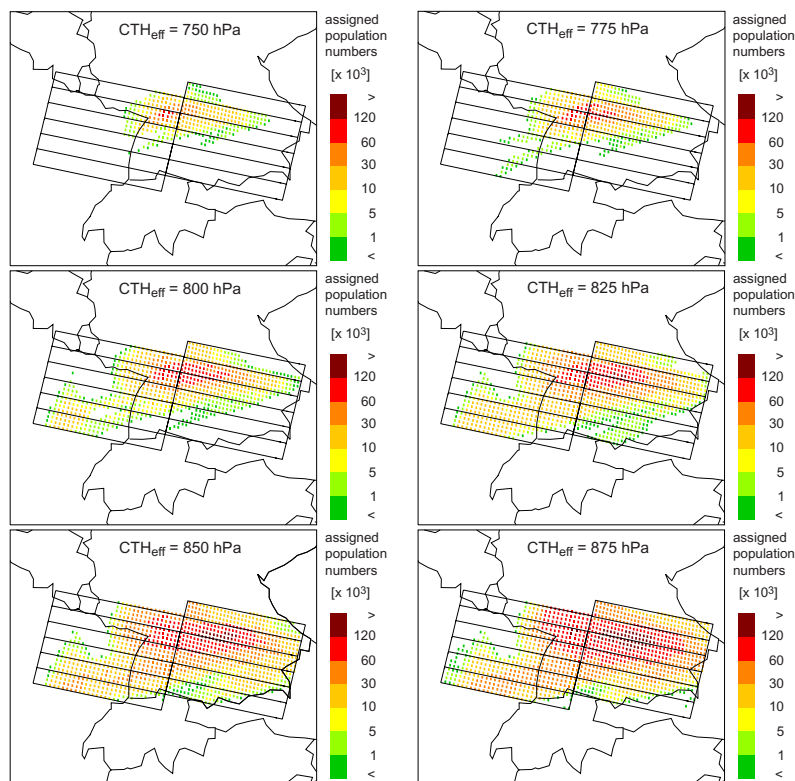 CTHeff = 750 hPa
assigned
population
numbers
[x 10³]
>
120
60
30
10
5
1
<
CTHeff = 775 hPa
assigned
population
numbers
[x 10³]
>
120
60
30
10
5
1
<
CTHeff = 800 hPa
assigned
population
numbers
[x 10³]
>
120
60
30
10
5
1
<
CTHeff = 825 hPa
assigned
population
numbers
[x 10³]
>
120
60
30
10
5
1
<
CTHeff = 850 hPa
assigned
population
numbers
[x 10³]
>
120
60
30
10
5
1
<
CTHeff = 875 hPa
assigned
population
numbers
[x 10³]
>
120
60
30
10
5
1
<